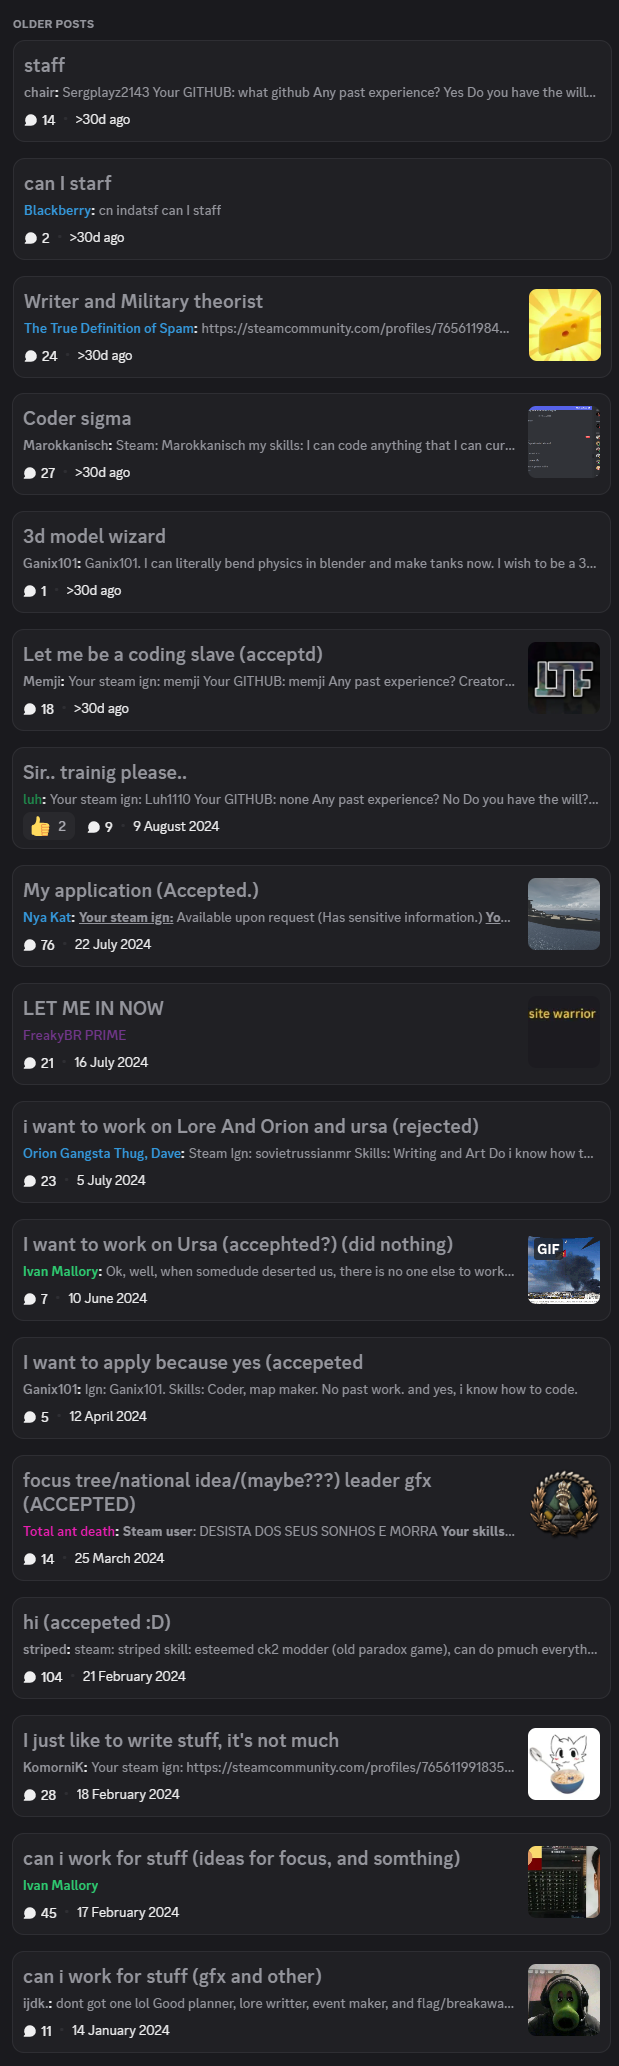 OLDER POSTS
staff
chair: Sergplayz2143 Your GITHUB: what github Any past experience? Yes Do you have the will...
14 · >30d ago
can I starf
Blackberry: cn indatsf can I staff
2 · >30d ago
Writer and Military theorist
The True Definition of Spam: https://steamcommunity.com/profiles/765611984...
24 · >30d ago
Coder sigma
Marokkanisch: Steam: Marokkanisch my skills: I can code anything that I can cur...
27 · >30d ago
3d model wizard
Ganix101: Ganix101. I can literally bend physics in blender and make tanks now. I wish to be a 3...
1 · >30d ago
Let me be a coding slave (acceptd)
Memji: Your steam ign: memji Your GITHUB: memji Any past experience? Creator...
LTF
18 · >30d ago
Sir.. trainig please..
luh: Your steam ign: Luh1110 Your GITHUB: none Any past experience? No Do you have the will?...
2 9 · 9 August 2024
My application (Accepted.)
Nya Kat: Your steam ign: Available upon request (Has sensitive information.) Yo...
76 · 22 July 2024
LET ME IN NOW
site warrior
FreakyBR PRIME
21 · 16 July 2024
i want to work on Lore And Orion and ursa (rejected)
Orion Gangsta Thug, Dave: Steam Ign: sovietrussianmr Skills: Writing and Art Do i know how t...
23 · 5 July 2024
I want to work on Ursa (accephted?) (did nothing)
GIF
Ivan Mallory: Ok, well, when somedude deserted us, there is no one else to work...
7 · 10 June 2024
I want to apply because yes (accepeted
Ganix101: Ign: Ganix101. Skills: Coder, map maker. No past work. and yes, i know how to code.
5 · 12 April 2024
focus tree/national idea/(maybe???) leader gfx
(ACCEPTED)
Total ant death: Steam user: DESISTA DOS SEUS SONHOS E MORRA Your skills...
14 · 25 March 2024
hi (accepeted :D)
striped: steam: striped skill: esteemed ck2 modder (old paradox game), can do pmuch everyth...
104 · 21 February 2024
I just like to write stuff, it's not much
KomorniK: Your steam ign: https://steamcommunity.com/profiles/765611991835...
28 · 18 February 2024
can i work for stuff (ideas for focus, and somthing)
Ivan Mallory
45 · 17 February 2024
can i work for stuff (gfx and other)
ijdk.: dont got one lol Good planner, lore writter, event maker, and flag/breakawa...
11 · 14 January 2024